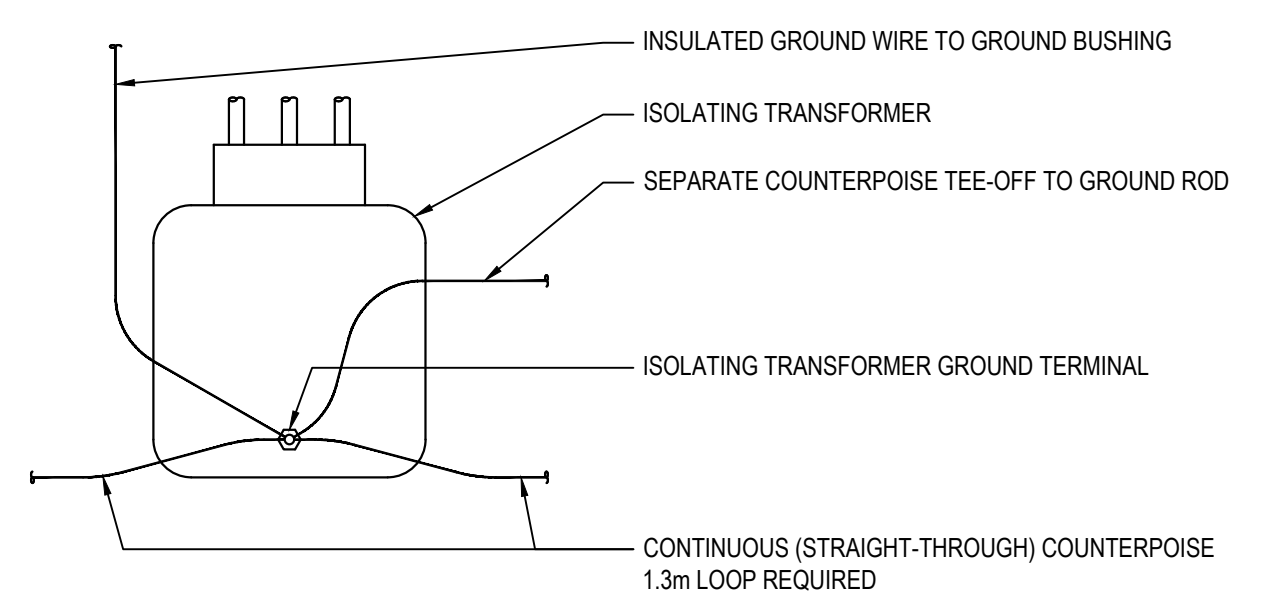 INSULATED GROUND WIRE TO GROUND BUSHING
ISOLATING TRANSFORMER
SEPARATE COUNTERPOISE TEE-OFF TO GROUND ROD
ISOLATING TRANSFORMER GROUND TERMINAL
CONTINUOUS (STRAIGHT-THROUGH) COUNTERPOISE
1.3m LOOP REQUIRED